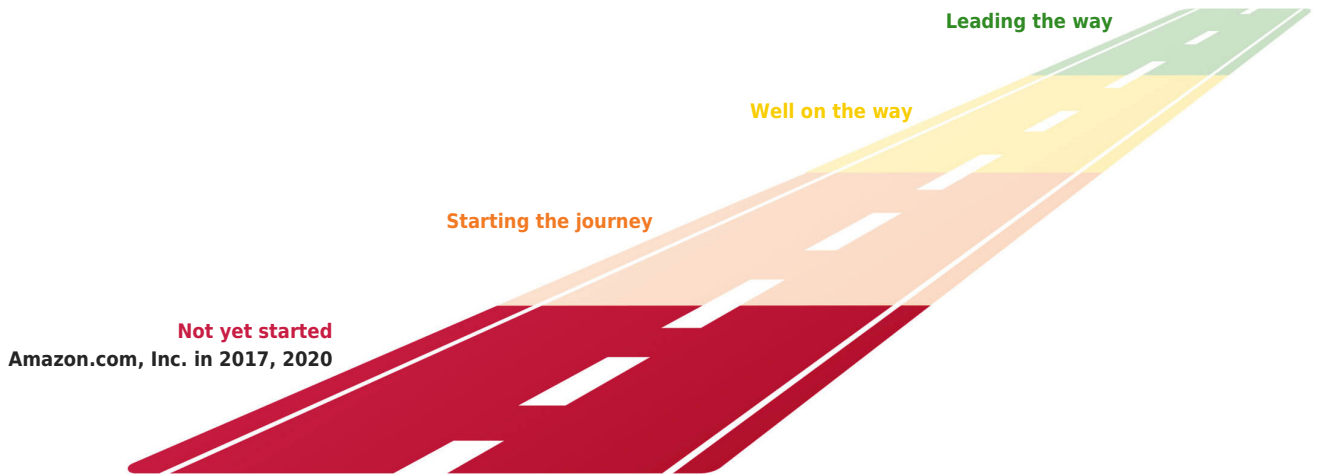 Leading the way
Well on the way
Starting the journey
Not yet started
Amazon.com, Inc. in 2017, 2020